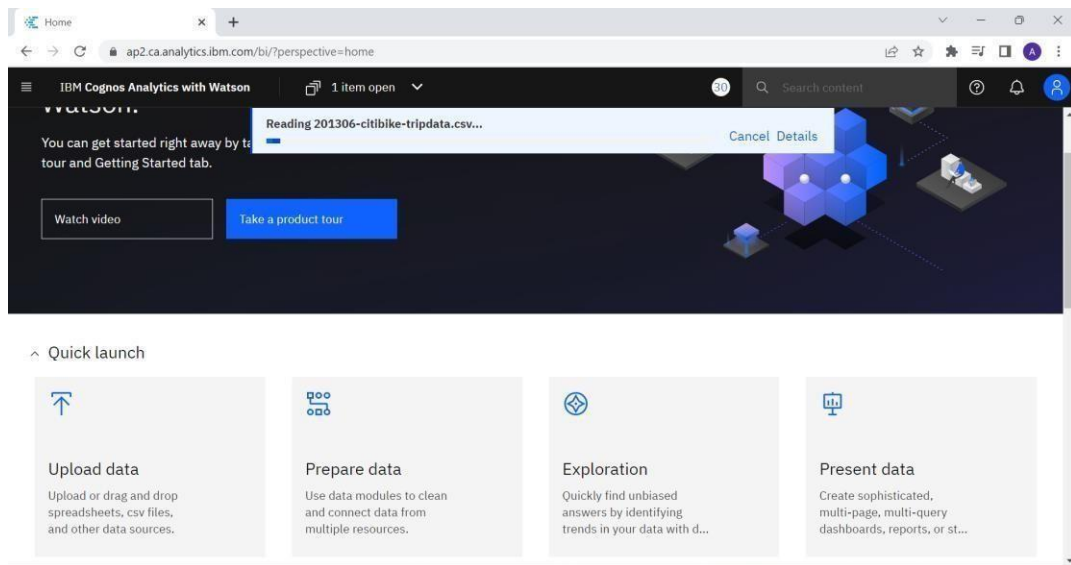 Home
ap2.ca.analytics.ibm.com/bi/?perspective=home
A
IBM Cognos Analytics with Watson
1 item open
30
Search content
Watson.
Reading 201306-citibike-tripdata.csv...
Cancel Details
You can get started right away by ta
tour and Getting Started tab.
Watch video
Take a product tour
Quick launch
Upload data
Upload or drag and drop
spreadsheets, csv files,
and other data sources.
Prepare data
Use data modules to clean
and connect data from
multiple resources.
Exploration
Quickly find unbiased
answers by identifying
trends in your data with d...
Present data
Create sophisticated,
multi-page, multi-query
dashboards, reports, or st...